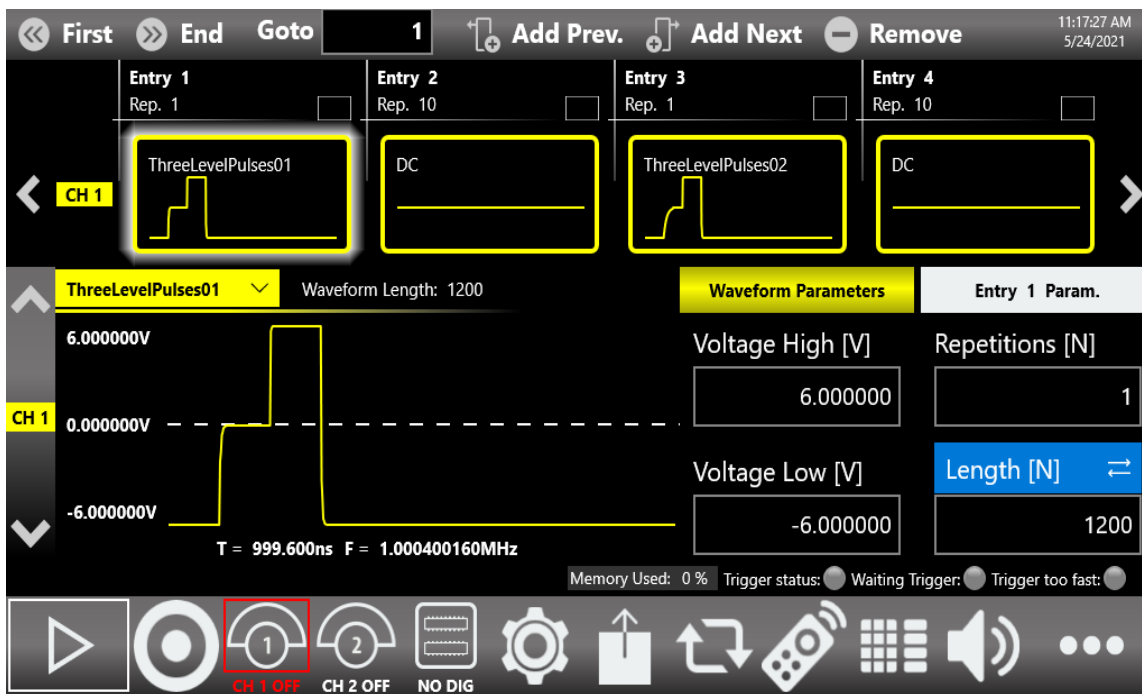 First End Goto 1 Add Prev. Add Next Remove
11:17:27 AM
5/24/2021
Entry 1
Rep. 1
Entry 2
Rep. 10
Entry 3
Rep. 1
Entry 4
Rep. 10
CH 1
ThreeLevelPulses01
DC
ThreeLevelPulses02
DC
ThreeLevelPulses01
Waveform Length: 1200
Waveform Parameters
Entry 1 Param.
CH 1
6.000000V
0.000000V
-6.000000V
T = 999.600ns F = 1.000400160MHz
Voltage High [V]
6.000000
Repetitions [N]
1
Voltage Low [V]
-6.000000
Length [N]
1200
Memory Used: 0 % Trigger status: Waiting Trigger: Trigger too fast:
1
CH 1 OFF
2
CH 2 OFF
NO DIG